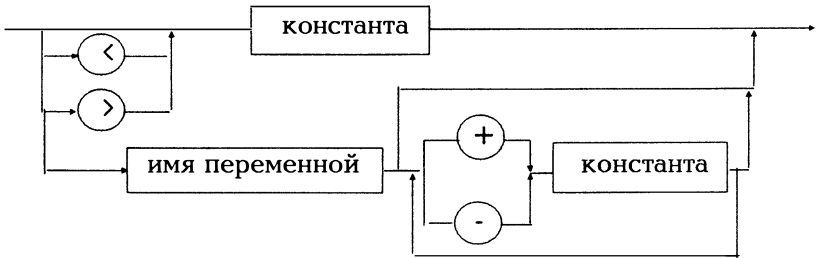 константа
<
>
+
имя переменной
константа
-